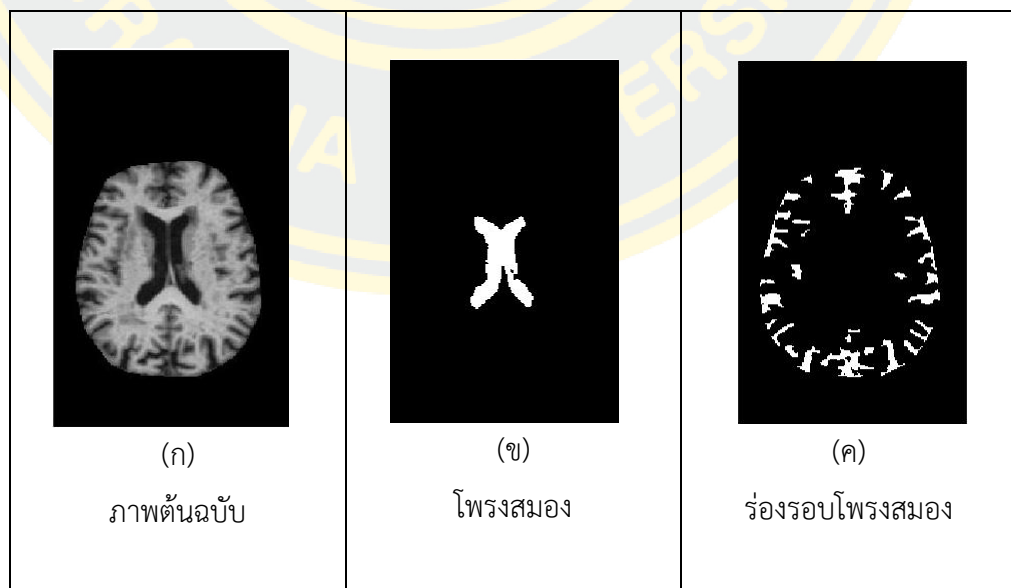 (ก)
ภาพต้นฉบับ
(ข)
โพรงสมอง
(ค)
ร่องรอบโพรงสมอง